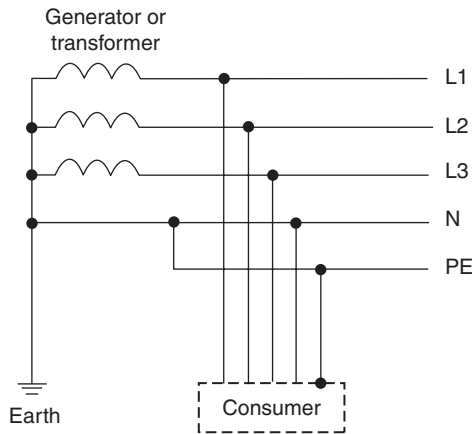 Generator or
transformer
L1
L2
L3
N
PE
Earth
Consumer